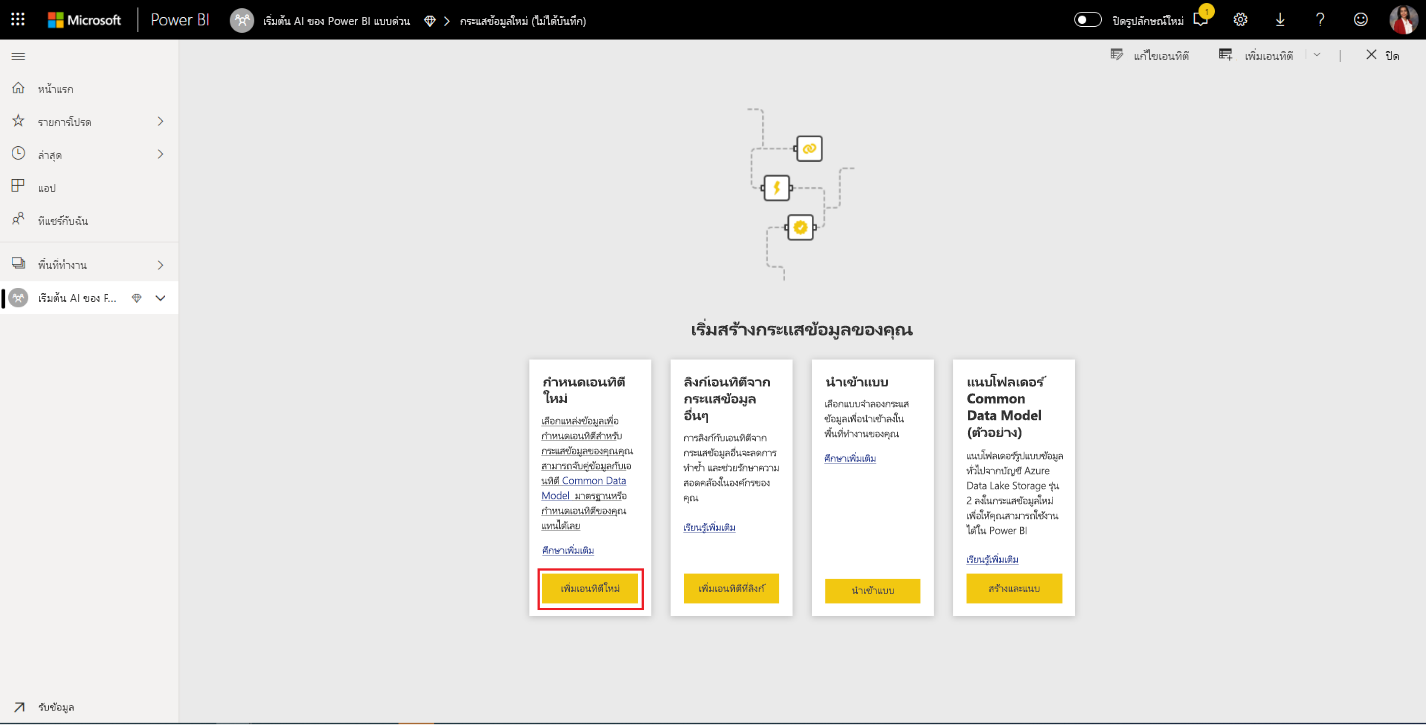 Microsoft Power BI เริ่มต้น AI ของ Power BI แบบด่วน กระแสข้อมูลใหม่ (ไม่ได้บันทึก) ปิดรูปลักษณ์ใหม่ 1
แก้ไขเอนทิตี เพิ่มเอนทิตี ปิด
หน้าแรก
รายการโปรด
ล่าสุด
แอป
ที่แชร์กับฉัน
พื้นที่ทำงาน
เริ่มต้น AI ของ P...
รับข้อมูล
เริ่มสร้างกระแสข้อมูลของคุณ
กำหนดเอนทิตี
ใหม่
เลือกแหล่งข้อมูลเพื่อ
กำหนดเอนทิตีสำหรับ
กระแสข้อมูลของคุณคุณ
สามารถจับคู่ข้อมูลกับเอ
นทิตี Common Data
Model มาตรฐานหรือ
กำหนดเอนทิตีของคุณ
แทนได้เลย
ศึกษาเพิ่มเติม
เพิ่มเอนทิตีใหม่
ลิงก์เอนทิตีจาก
กระแสข้อมูล
อื่นๆ
การลิงก์กับเอนทิตีจาก
กระแสข้อมูลอื่นจะลดการ
ทำซ้ำ และช่วยรักษาความ
สอดคล้องในองค์กรของ
คุณ
เรียนรู้เพิ่มเติม
เพิ่มเอนทิตีที่ลิงก์
นำเข้าแบบ
เลือกแบบจำลองกระแส
ข้อมูลเพื่อนำเข้าลงใน
พื้นที่ทำงานของคุณ
ศึกษาเพิ่มเติม
นำเข้าแบบ
แนบโฟลเดอร์
Common
Data Model
(ตัวอย่าง)
แนบโฟลเดอร์รูปแบบข้อมูล
ทั่วไปจากบัญชี Azure
Data Lake Storage รุ่น
2 ลงในกระแสข้อมูลใหม่
เพื่อให้คุณสามารถใช้งาน
ได้ใน Power BI
เรียนรู้เพิ่มเติม
สร้างและแนบ